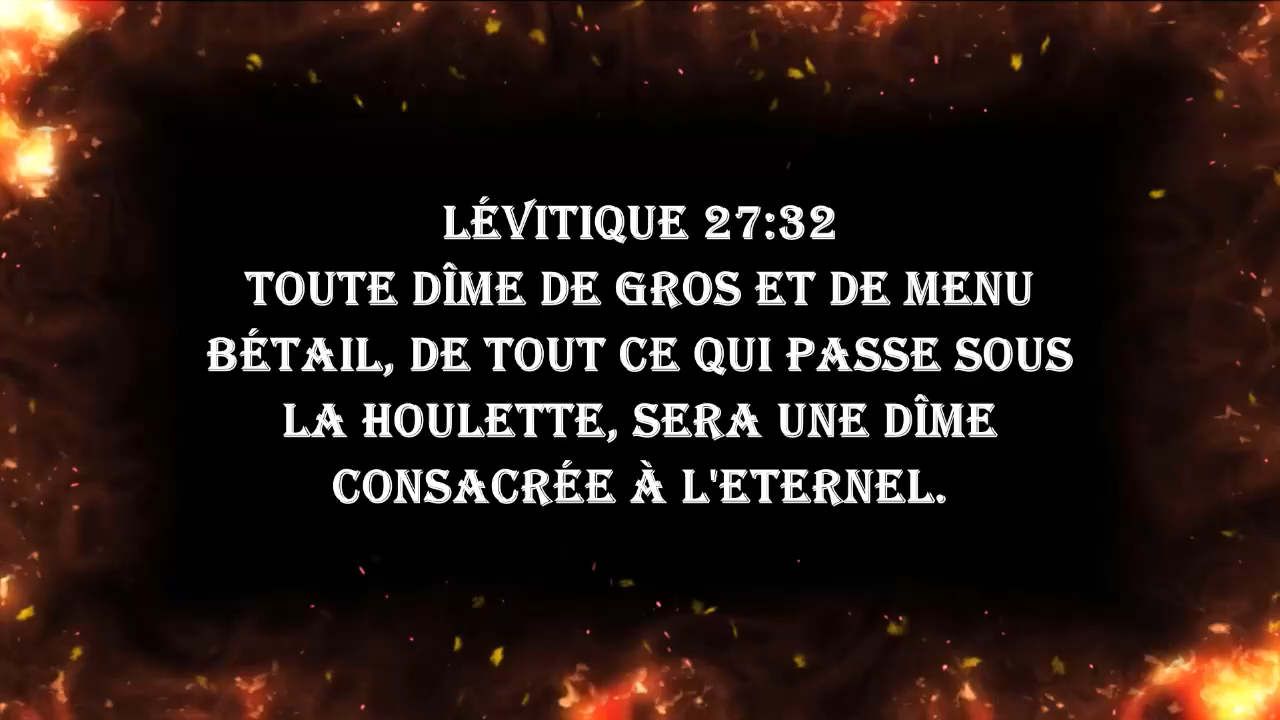 LÉVITIQUE 27:32
TOUTE DÎME DE GROS ET DE MENU
BÉTAIL, DE TOUT CE QUI PASSE SOUS
LA HOULETTE, SERA UNE DÎME
CONSACRÉE À L'ETERNEL.